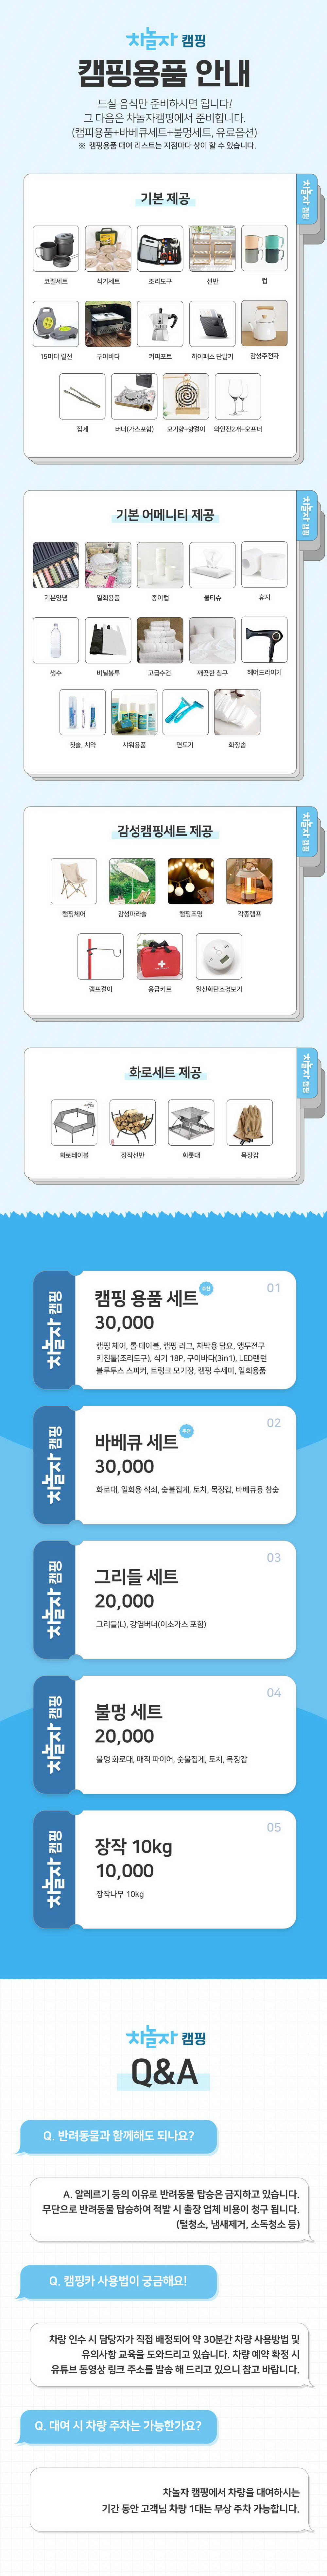 차놀자 캠핑
캠핑용품 안내
드실 음식만 준비하시면 됩니다!
그 다음은 차놀자캠핑에서 준비합니다.
(캠피용품+바베큐세트+불멍세트, 유료옵션)
※ 캠핑용품 대여 리스트는 지점마다 상이 할 수 있습니다.
차놀자 캠핑
기본 제공
코펠세트 식기세트 조리도구 선반 컵
15미터 릴선 구이바다 커피포트 하이패스 단말기 감성주전자
집게 버너(가스포함) 모기향+향걸이 와인잔2개+오프너
차놀자 캠핑
기본 어메니티 제공
기본양념 일회용품 종이컵 물티슈 휴지
생수 비닐봉투 고급수건 깨끗한 침구 헤어드라이기
칫솔, 치약 샤워용품 면도기 화장솜
차놀자 캠핑
감성캠핑세트 제공
캠핑체어 감성파라솔 캠핑조명 각종램프
램프걸이 응급키트 일산화탄소경보기
차놀자 캠핑
화로세트 제공
화로테이블 장작선반 화롯대 목장갑
차놀자 캠핑
01
캠핑 용품 세트 추천
30,000
캠핑 체어, 롤 테이블, 캠핑 러그, 차박용 담요, 앵두전구
키친툴(조리도구), 식기 18P, 구이바다(3in1), LED랜턴
블루투스 스피커, 트렁크 모기장, 캠핑 수세미, 일회용품
차놀자 캠핑
02
바베큐 세트 추천
30,000
화로대, 일회용 석쇠, 숯불집게, 토치, 목장갑, 바베큐용 참숯
차놀자 캠핑
03
그리들 세트
20,000
그리들(L), 강염버너(이소가스 포함)
차놀자 캠핑
04
불멍 세트
20,000
불멍 화로대, 매직 파이어, 숯불집게, 토치, 목장갑
차놀자 캠핑
05
장작 10kg
10,000
장작나무 10kg
차놀자 캠핑
Q&A
Q. 반려동물과 함께해도 되나요?
A. 알레르기 등의 이유로 반려동물 탑승은 금지하고 있습니다.
무단으로 반려동물 탑승하여 적발 시 출장 업체 비용이 청구 됩니다.
(털청소, 냄새제거, 소독청소 등)
Q. 캠핑카 사용법이 궁금해요!
차량 인수 시 담당자가 직접 배정되어 약 30분간 차량 사용방법 및
유의사항 교육을 도와드리고 있습니다. 차량 예약 확정 시
유튜브 동영상 링크 주소를 발송 해 드리고 있으니 참고 바랍니다.
Q. 대여 시 차량 주차는 가능한가요?
차놀자 캠핑에서 차량을 대여하시는
기간 동안 고객님 차량 1대는 무상 주차 가능합니다.